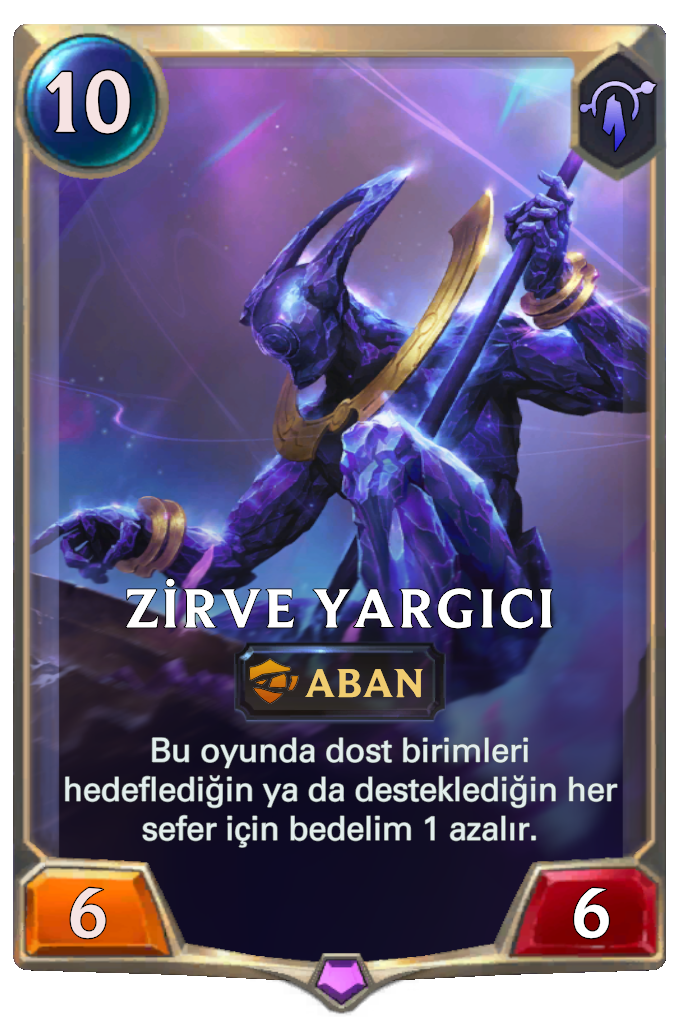 10
ZİRVE YARGICI
ABAN
Bu oyunda dost birimleri
hedeflediğin ya da desteklediğin her
sefer için bedelim 1 azalır.
6
6